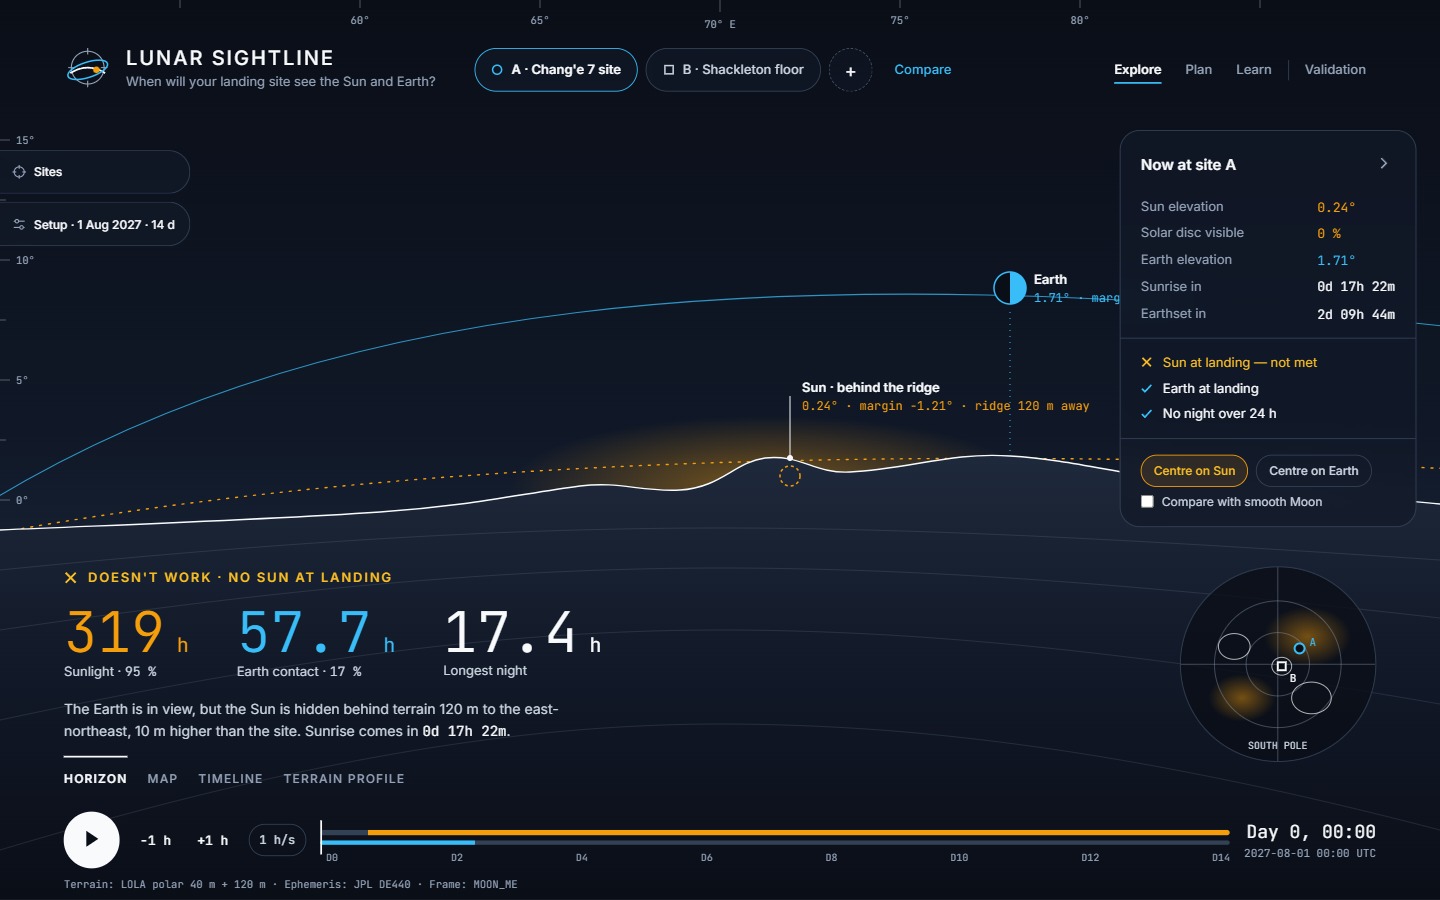 60°
65°
70° E
75°
80°
LUNAR SIGHTLINE
When will your landing site see the Sun and Earth?
A · Chang'e 7 site
B · Shackleton floor
+
Compare
Explore
Plan
Learn
Validation
15°
Sites
Setup · 1 Aug 2027 · 14 d
10°
5°
0°
Earth
1.71° · marg
Sun · behind the ridge
0.24° · margin -1.21° · ridge 120 m away
Now at site A
Sun elevation 0.24°
Solar disc visible 0 %
Earth elevation 1.71°
Sunrise in 0d 17h 22m
Earthset in 2d 09h 44m
Sun at landing — not met
Earth at landing
No night over 24 h
Centre on Sun
Centre on Earth
Compare with smooth Moon
DOESN'T WORK · NO SUN AT LANDING
319 h
Sunlight · 95 %
57.7 h
Earth contact · 17 %
17.4 h
Longest night
The Earth is in view, but the Sun is hidden behind terrain 120 m to the east-
northeast, 10 m higher than the site. Sunrise comes in 0d 17h 22m.
A
B
SOUTH POLE
HORIZON
MAP
TIMELINE
TERRAIN PROFILE
-1 h
+1 h
1 h/s
D0
D2
D4
D6
D8
D10
D12
D14
Day 0, 00:00
2027-08-01 00:00 UTC
Terrain: LOLA polar 40 m + 120 m · Ephemeris: JPL DE440 · Frame: MOON_ME